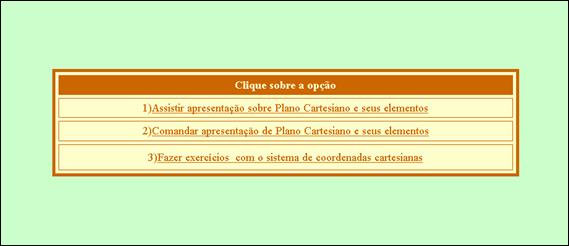 Clique sobre a opção
1)Assistir apresentação sobre Plano Cartesiano e seus elementos
2)Comandar apresentação de Plano Cartesiano e seus elementos
3)Fazer exercícios com o sistema de coordenadas cartesianas